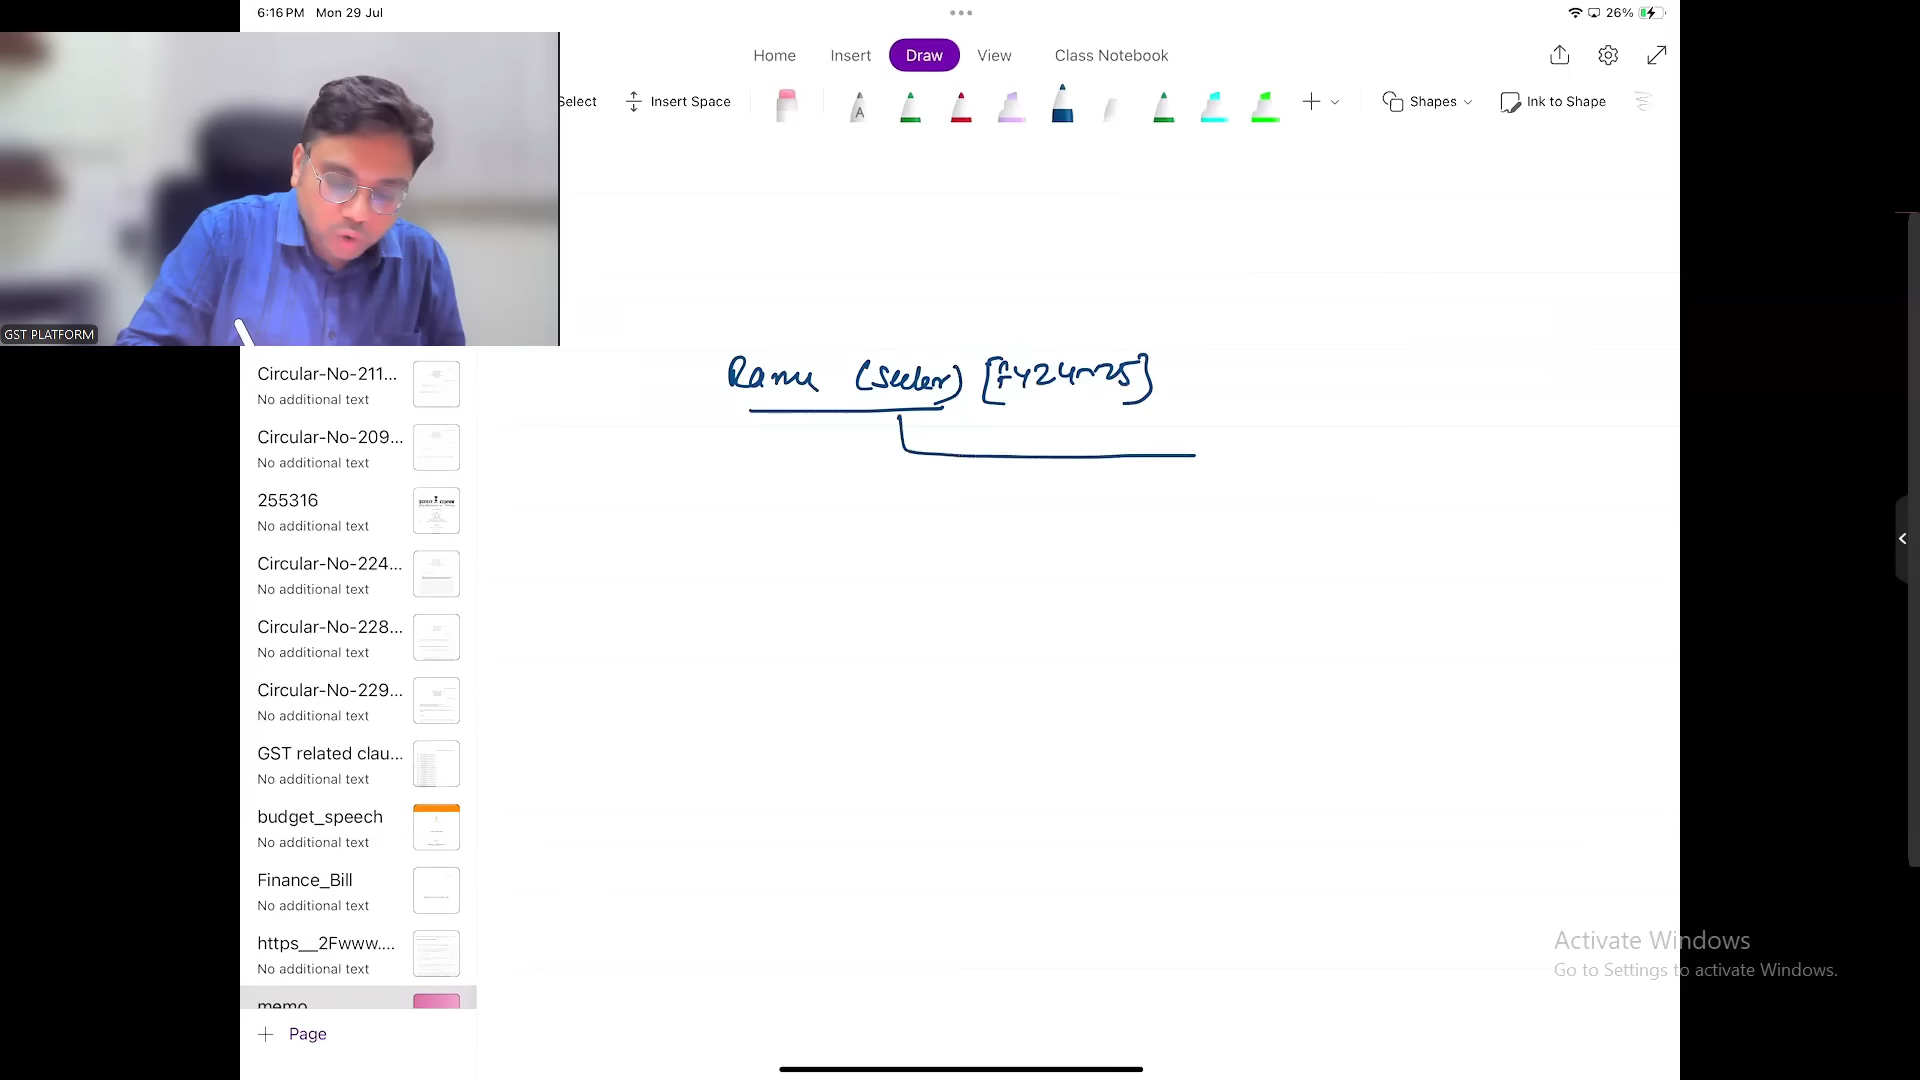 6:16 PM Mon 29 Jul
26%
Home Insert Draw View Class Notebook
Select Insert Space A Shapes Ink to Shape
GST PLATFORM
Circular-No-211...
No additional text
Circular-No-209...
No additional text
255316
No additional text
Circular-No-224...
No additional text
Circular-No-228...
No additional text
Circular-No-229...
No additional text
GST related clau...
No additional text
budget_speech
No additional text
Finance_Bill
No additional text
https__2Fwww....
No additional text
memo
Page
(Seller) [FY24-25]
Activate Windows
Go to Settings to activate Windows.